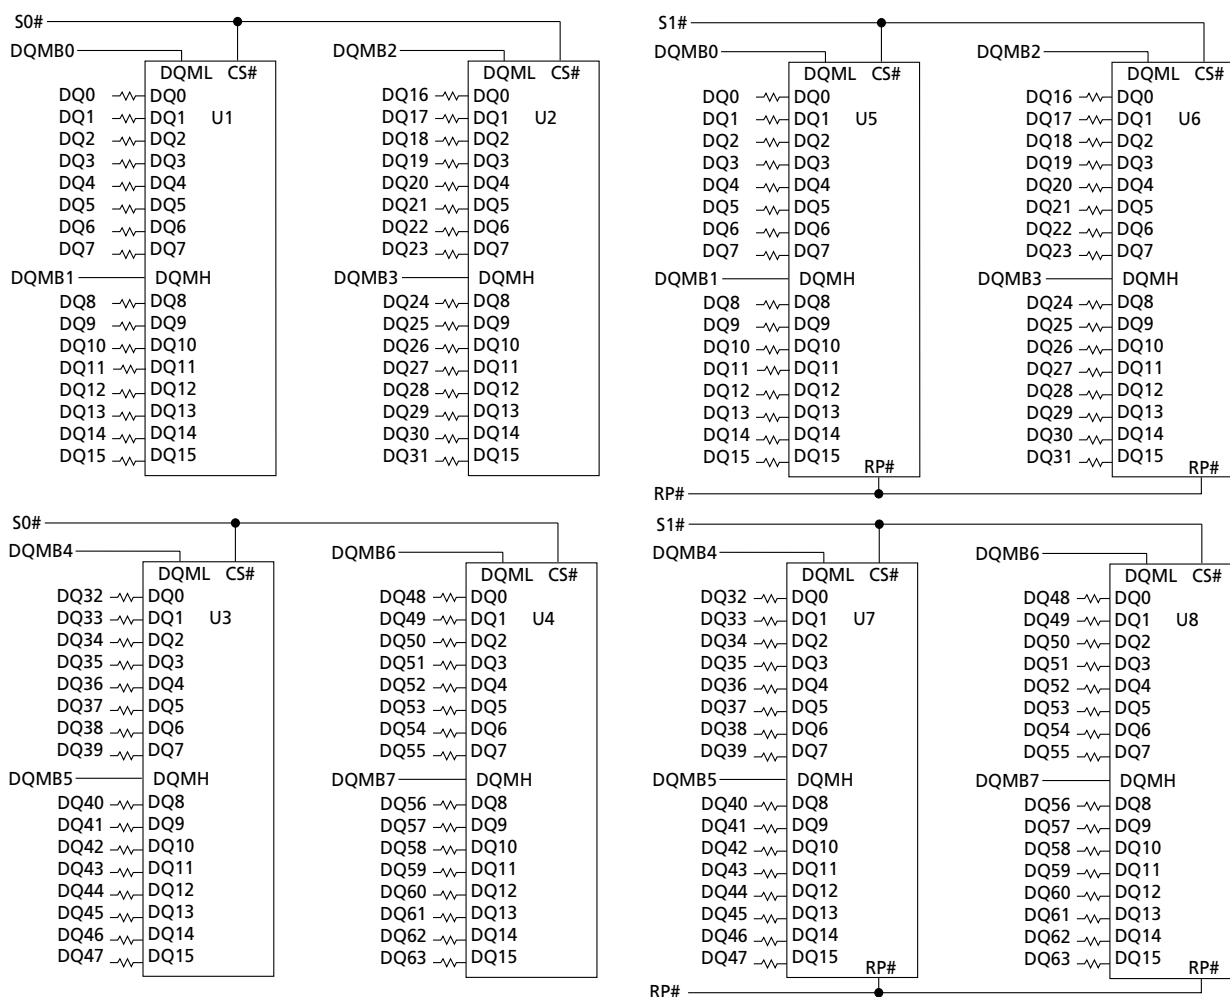 S0#
DQMB0
DQMB2
DQML CS#
DQML CS#
DQ0 DQ0
DQ1 DQ1 U1
DQ2 DQ2
DQ3 DQ3
DQ4 DQ4
DQ5 DQ5
DQ6 DQ6
DQ7 DQ7
DQMB1 DQMH
DQ8 DQ8
DQ9 DQ9
DQ10 DQ10
DQ11 DQ11
DQ12 DQ12
DQ13 DQ13
DQ14 DQ14
DQ15 DQ15
DQ16 DQ0
DQ17 DQ1 U2
DQ18 DQ2
DQ19 DQ3
DQ20 DQ4
DQ21 DQ5
DQ22 DQ6
DQ23 DQ7
DQMB3 DQMH
DQ24 DQ8
DQ25 DQ9
DQ26 DQ10
DQ27 DQ11
DQ28 DQ12
DQ29 DQ13
DQ30 DQ14
DQ31 DQ15
S1#
DQMB0
DQMB2
DQML CS#
DQML CS#
DQ0 DQ0
DQ1 DQ1 U5
DQ2 DQ2
DQ3 DQ3
DQ4 DQ4
DQ5 DQ5
DQ6 DQ6
DQ7 DQ7
DQMB1 DQMH
DQ8 DQ8
DQ9 DQ9
DQ10 DQ10
DQ11 DQ11
DQ12 DQ12
DQ13 DQ13
DQ14 DQ14
DQ15 DQ15
RP#
DQ16 DQ0
DQ17 DQ1 U6
DQ18 DQ2
DQ19 DQ3
DQ20 DQ4
DQ21 DQ5
DQ22 DQ6
DQ23 DQ7
DQMB3 DQMH
DQ24 DQ8
DQ25 DQ9
DQ26 DQ10
DQ27 DQ11
DQ28 DQ12
DQ29 DQ13
DQ30 DQ14
DQ31 DQ15
RP#
RP#
S0#
DQMB4
DQMB6
DQML CS#
DQML CS#
DQ32 DQ0
DQ33 DQ1 U3
DQ34 DQ2
DQ35 DQ3
DQ36 DQ4
DQ37 DQ5
DQ38 DQ6
DQ39 DQ7
DQMB5 DQMH
DQ40 DQ8
DQ41 DQ9
DQ42 DQ10
DQ43 DQ11
DQ44 DQ12
DQ45 DQ13
DQ46 DQ14
DQ47 DQ15
DQ48 DQ0
DQ49 DQ1 U4
DQ50 DQ2
DQ51 DQ3
DQ52 DQ4
DQ53 DQ5
DQ54 DQ6
DQ55 DQ7
DQMB7 DQMH
DQ56 DQ8
DQ57 DQ9
DQ58 DQ10
DQ59 DQ11
DQ60 DQ12
DQ61 DQ13
DQ62 DQ14
DQ63 DQ15
S1#
DQMB4
DQMB6
DQML CS#
DQML CS#
DQ32 DQ0
DQ33 DQ1 U7
DQ34 DQ2
DQ35 DQ3
DQ36 DQ4
DQ37 DQ5
DQ38 DQ6
DQ39 DQ7
DQMB5 DQMH
DQ40 DQ8
DQ41 DQ9
DQ42 DQ10
DQ43 DQ11
DQ44 DQ12
DQ45 DQ13
DQ46 DQ14
DQ47 DQ15
RP#
DQ48 DQ0
DQ49 DQ1 U8
DQ50 DQ2
DQ51 DQ3
DQ52 DQ4
DQ53 DQ5
DQ54 DQ6
DQ55 DQ7
DQMB7 DQMH
DQ56 DQ8
DQ57 DQ9
DQ58 DQ10
DQ59 DQ11
DQ60 DQ12
DQ61 DQ13
DQ62 DQ14
DQ63 DQ15
RP#
RP#